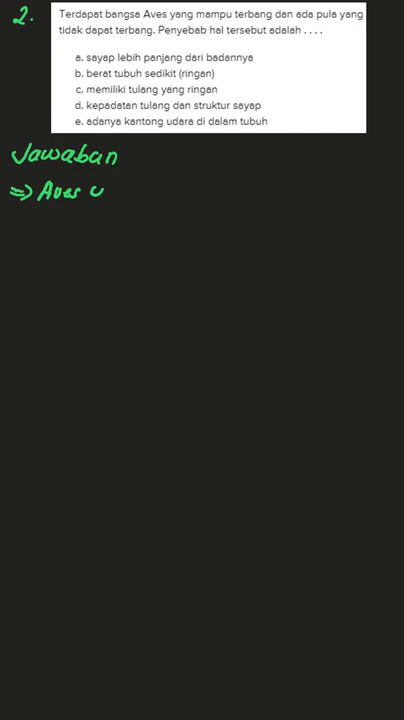 2.
Terdapat bangsa Aves yang mampu terbang dan ada pula yang
tidak dapat terbang. Penyebab hal tersebut adalah . . . .
a. sayap lebih panjang dari badannya
b. berat tubuh sedikit (ringan)
c. memiliki tulang yang ringan
d. kepadatan tulang dan struktur sayap
e. adanya kantong udara di dalam tubuh
Jawaban
=> Aves